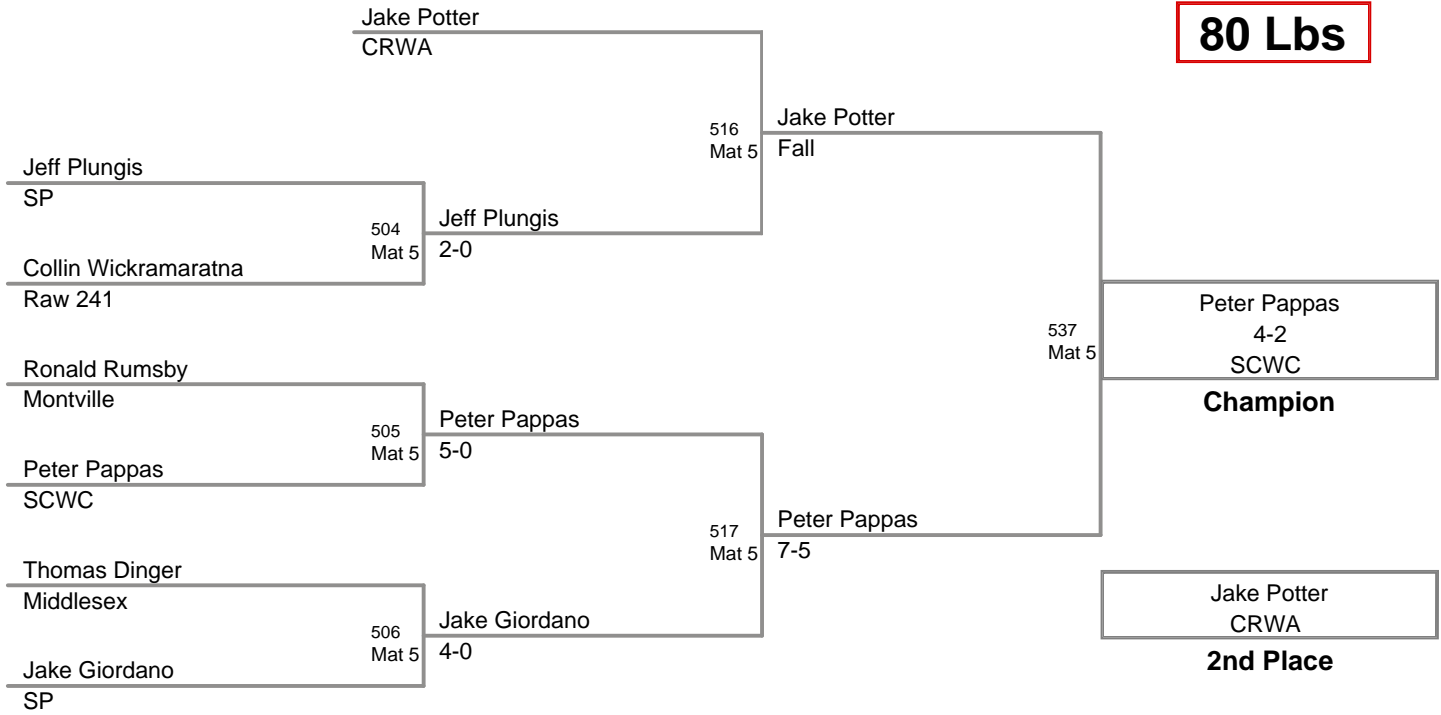 Jake Potter
CRWA
80 Lbs
516
Mat 5
Jake Potter
Fall
Jeff Plungis
SP
504
Mat 5
Jeff Plungis
2-0
Collin Wickramaratna
Raw 241
537
Mat 5
Peter Pappas
4-2
SCWC
Champion
Ronald Rumsby
Montville
505
Mat 5
Peter Pappas
5-0
Peter Pappas
SCWC
517
Mat 5
Peter Pappas
7-5
Thomas Dinger
Middlesex
506
Mat 5
Jake Giordano
4-0
Jake Giordano
SP
Jake Potter
CRWA
2nd Place